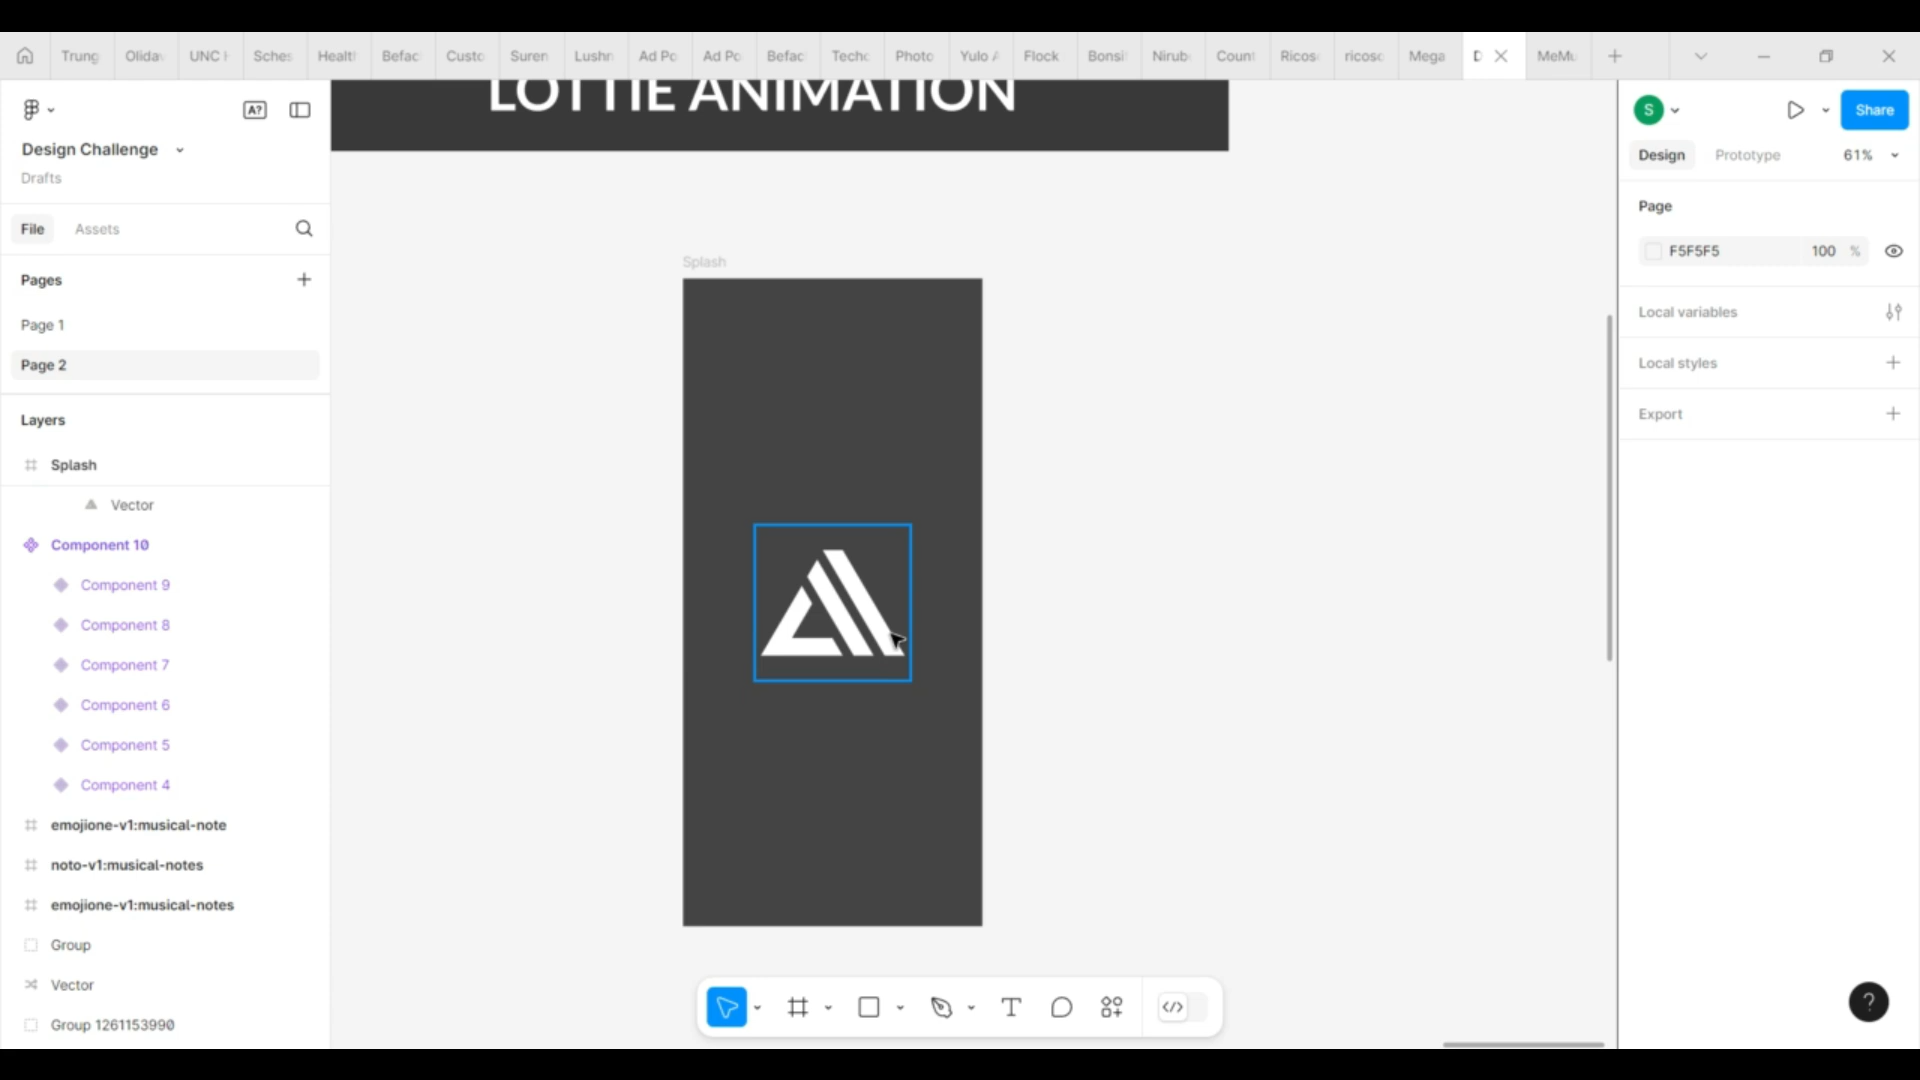 Trung
Olida
UNC
Sches
Health
Befac
Custo
Suren
Lushn
Ad Po
Ad Po
Befac
Techo
Photo
Yulo
Flock
Bonsi
Nirub
Count
Ricos
ricosc
Mega
D
MeMu
LOTTIE ANIMATION
A?
S
Share
Design Challenge
Drafts
Design
Prototype
61%
File
Assets
Page
F5F5F5
100
%
Pages
Splash
Page 1
Local variables
Page 2
Local styles
Layers
Export
Splash
Vector
Component 10
Component 9
Component 8
Component 7
Component 6
Component 5
Component 4
emojione-v1:musical-note
noto-v1:musical-notes
emojione-v1:musical-notes
Group
Vector
Group 1261153990
T
</>
?